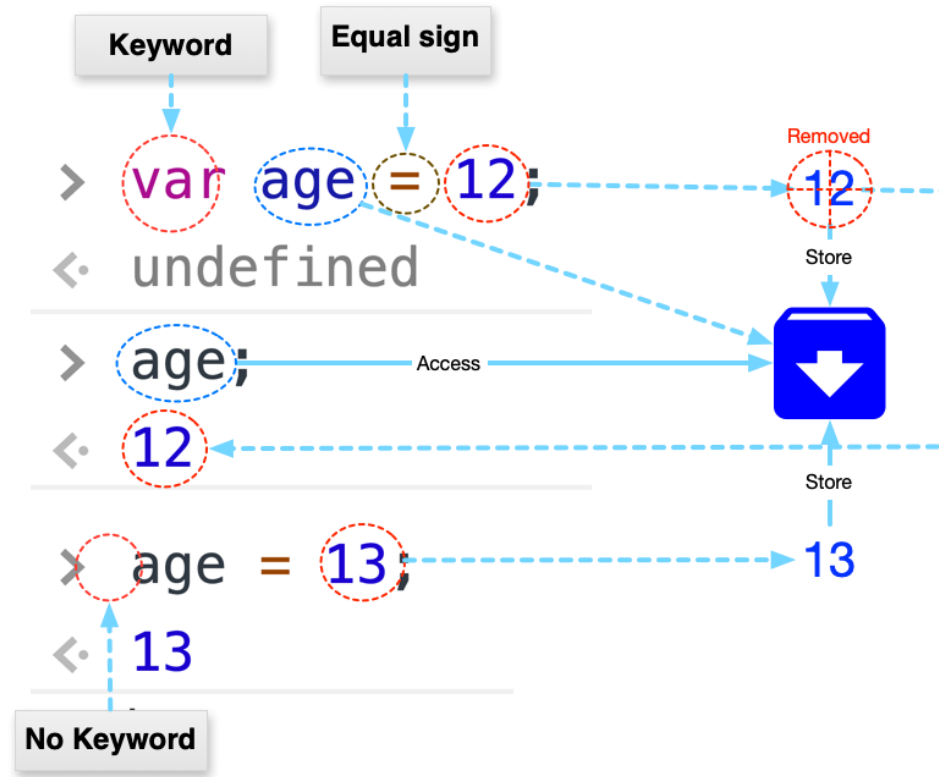 Keyword
Equal sign
Removed
> var age = 12; 12
Store
<· undefined
> age; Access
<· 12
Store
> age = 13; 13
<· 13
No Keyword